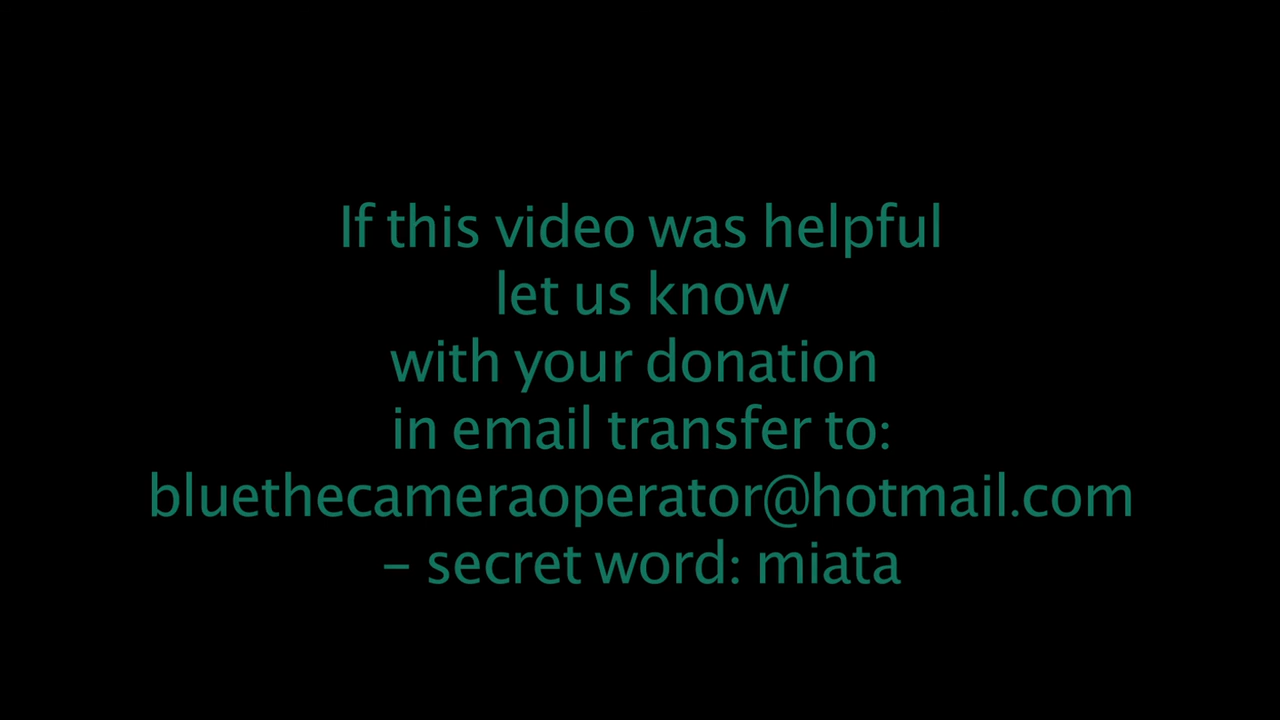 If this video was helpful
let us know
with your donation
in email transfer to:
bluethecameraoperator@hotmail.com
– secret word: miata